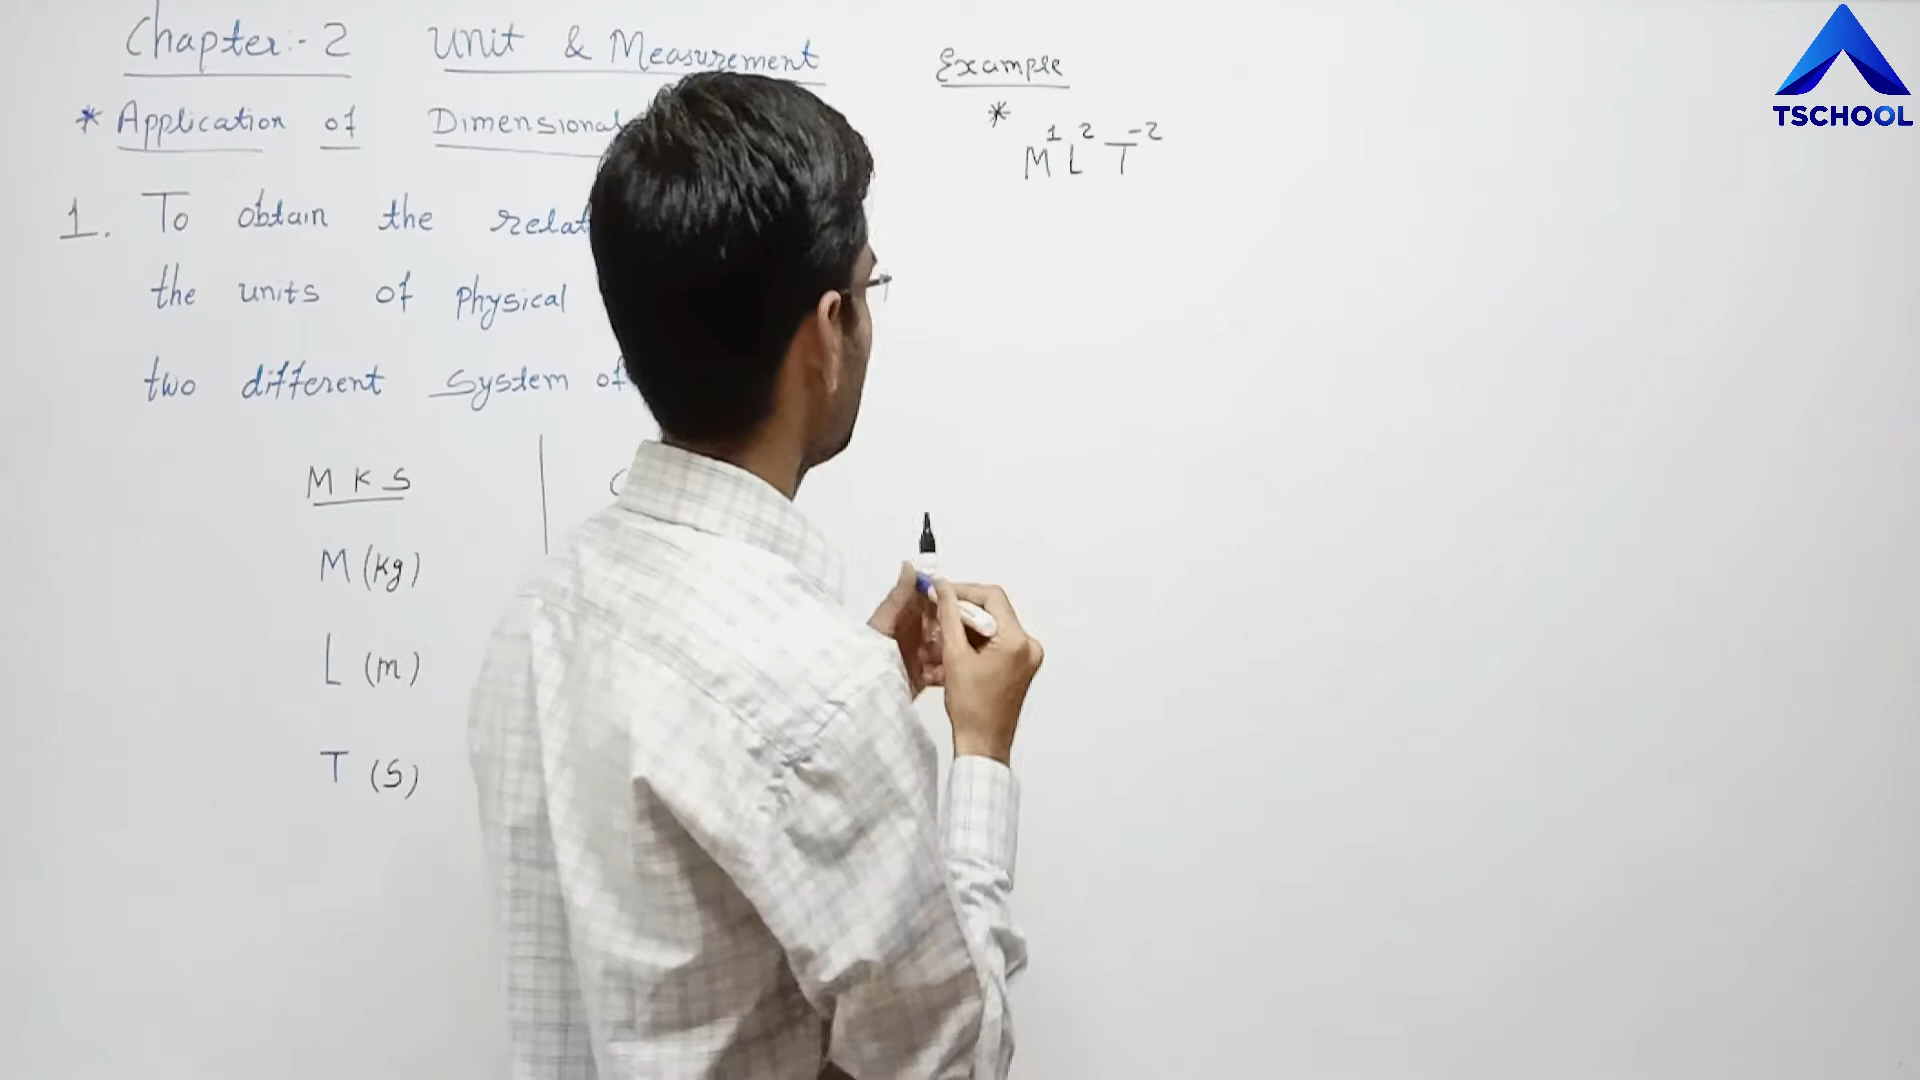 Chapter:- 2 Unit & Measurement
* Application of Dimensional
1. To obtain the relat
the units of physical
two different system of
M K S
M (kg)
L (m)
T (S)
Example
*
M¹ L² T⁻²
TSCHOOL